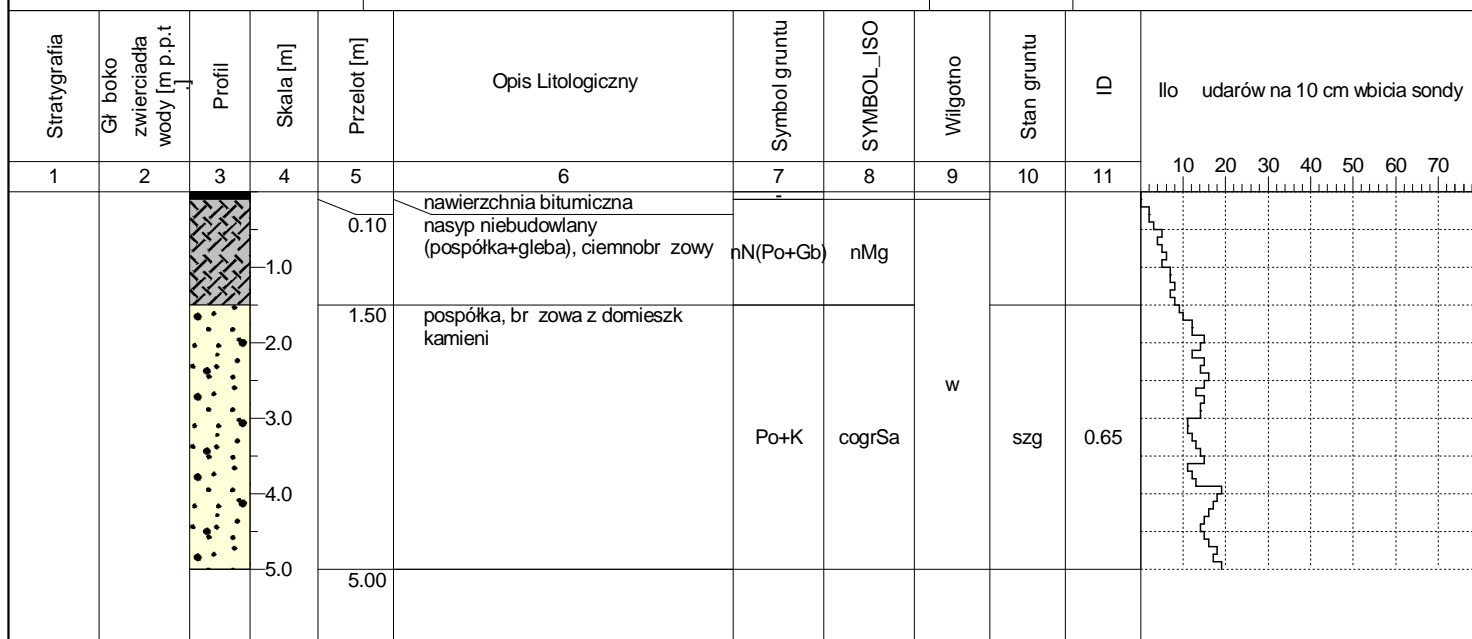 Stratygrafia
Gł boko
zwierciadła
wody [m p.p.t
.]
Profil
Skala [m]
Przelot [m]
Opis Litologiczny
Symbol gruntu
SYMBOL_ISO
Wilgotno
Stan gruntu
ID
Ilo udarów na 10 cm wbicia sondy
10 20 30 40 50 60 70
1 2 3 4 5 6 7 8 9 10 11
nawierzchnia bitumiczna
-
0.10
nasyp niebudowlany
(pospółka+gleba), ciemnobr zowy
nN(Po+Gb)
nMg
1.0
1.50
pospółka, br zowa z domieszk
kamieni
2.0
w
3.0
Po+K
cogrSa
szg
0.65
4.0
5.0
5.00